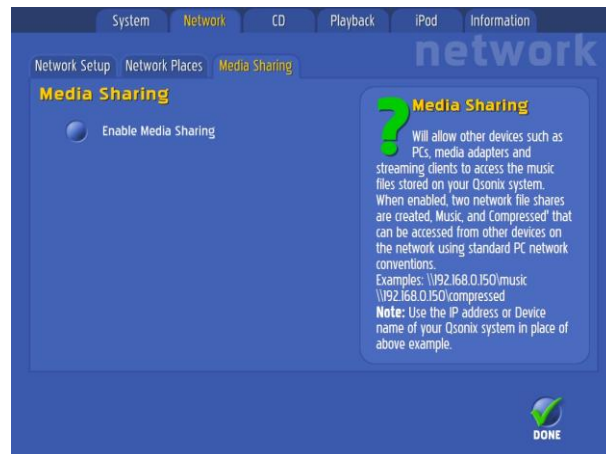 System Network CD Playback iPod Information
network
Network Setup Network Places Media Sharing
Media Sharing
Enable Media Sharing
? Media Sharing
Will allow other devices such as
PCs, media adapters and
streaming clients to access the music
files stored on your Qsonix system.
When enabled, two network file shares
are created, Music, and Compressed' that
can be accessed from other devices on
the network using standard PC network
conventions.
Examples: \\192.168.0.150\music
\\192.168.0.150\compressed
Note: Use the IP address or Device
name of your Qsonix system in place of
above example.
DONE